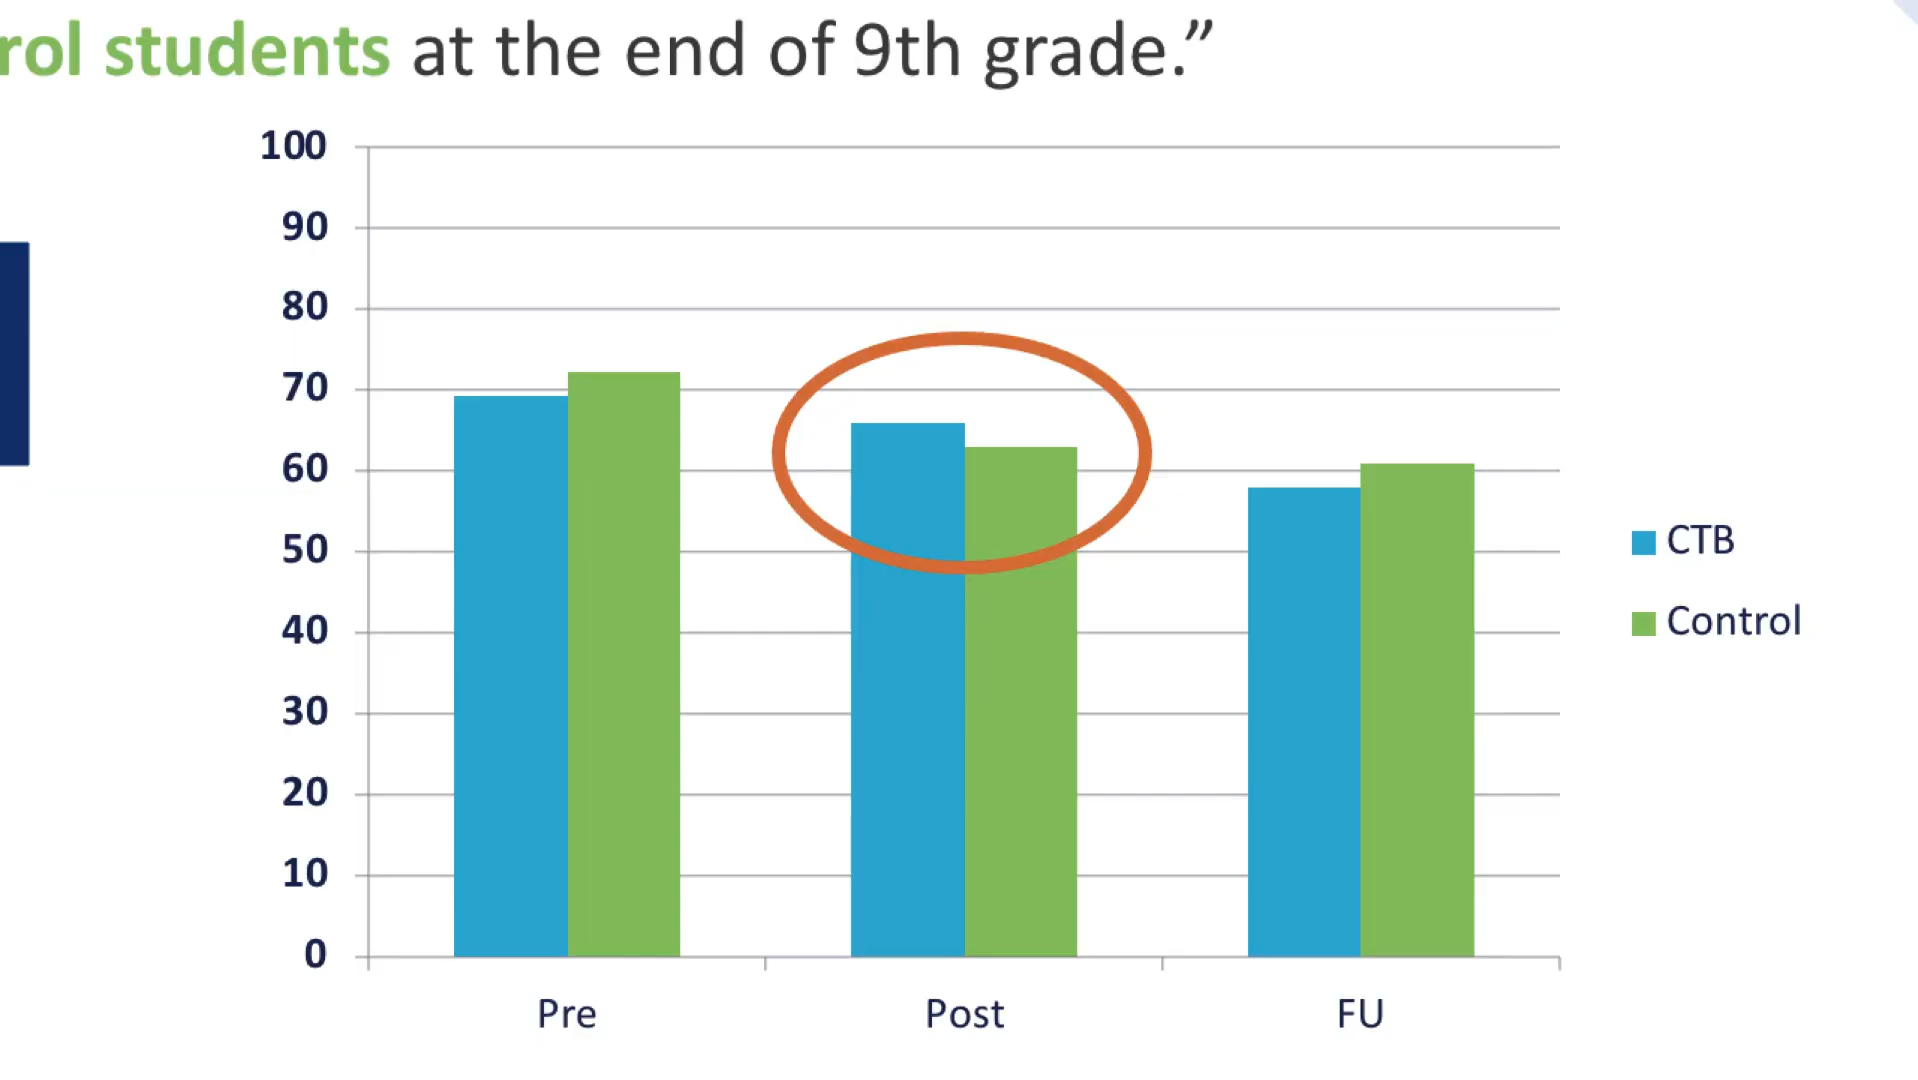 rol students at the end of 9th grade.”
100
90
80
70
60
50
40
30
20
10
0
Pre Post FU
CTB
Control